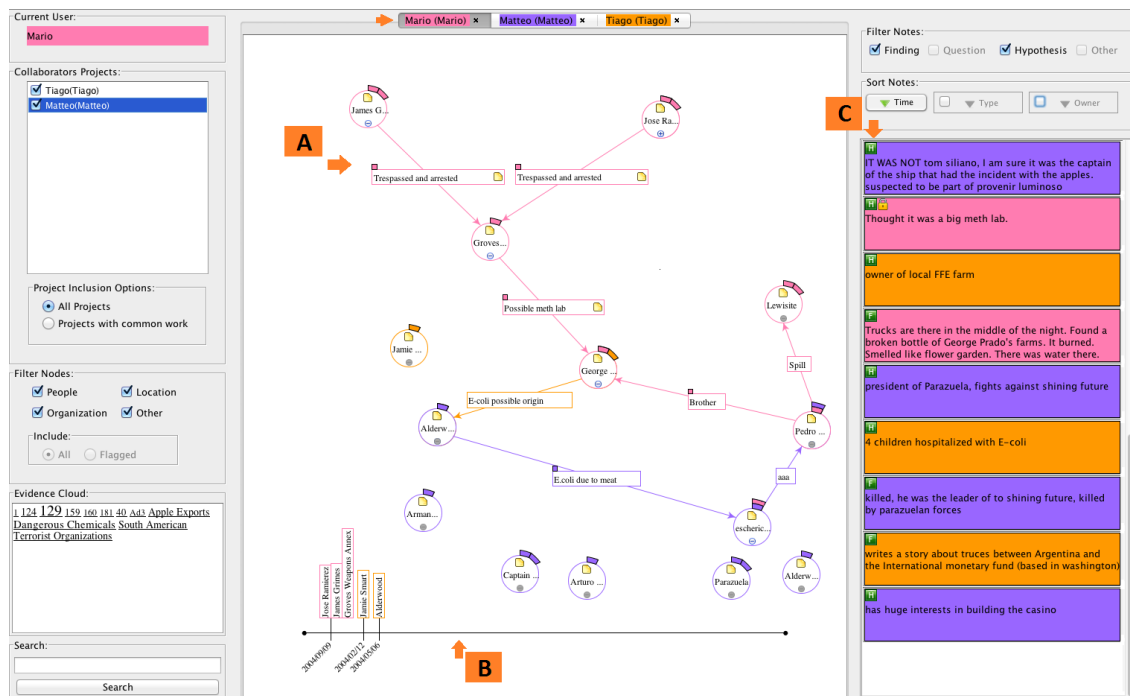 Current User:
Mario
Collaborators Projects:
Tiago(Tiago)
Matteo(Matteo)
Project Inclusion Options:
All Projects
Projects with common work
Filter Nodes:
People
Location
Organization
Other
Include:
All
Flagged
Evidence Cloud:
1 124 129 159 160 181 40 Ad3 Apple Exports
Dangerous Chemicals South American
Terrorist Organizations
Search:
Search
Mario (Mario) ×
Matteo (Matteo) ×
Tiago (Tiago) ×
A
James G...
Jose Ra...
Trespassed and arrested
Trespassed and arrested
Groves...
Possible meth lab
Lewisite
Jamie ...
George ...
Spill
E-coli possible origin
Brother
Alderw...
Pedro ...
E.coli due to meat
aaa
Arman...
escheric...
Captain ...
Arturo ...
Parazuela
Alderw...
Jose Ramierez
James Grimes
Groves Weapons Annex
Jamie Smart
Alderwood
2004/09/09
2004/02/12
2004/05/06
B
Filter Notes:
Finding
Question
Hypothesis
Other
Sort Notes:
Time
Type
Owner
C
H
IT WAS NOT tom siliano, I am sure it was the captain
of the ship that had the incident with the apples.
suspected to be part of provenir luminoso
H
Thought it was a big meth lab.
H
owner of local FFE farm
F
Trucks are there in the middle of the night. Found a
broken bottle of George Prado's farms. It burned.
Smelled like flower garden. There was water there.
H
president of Parazuela, fights against shining future
H
4 children hospitalized with E-coli
F
killed, he was the leader of to shining future, killed
by parazuelan forces
H
writes a story about truces between Argentina and
the International monetary fund (based in washington)
H
has huge interests in building the casino